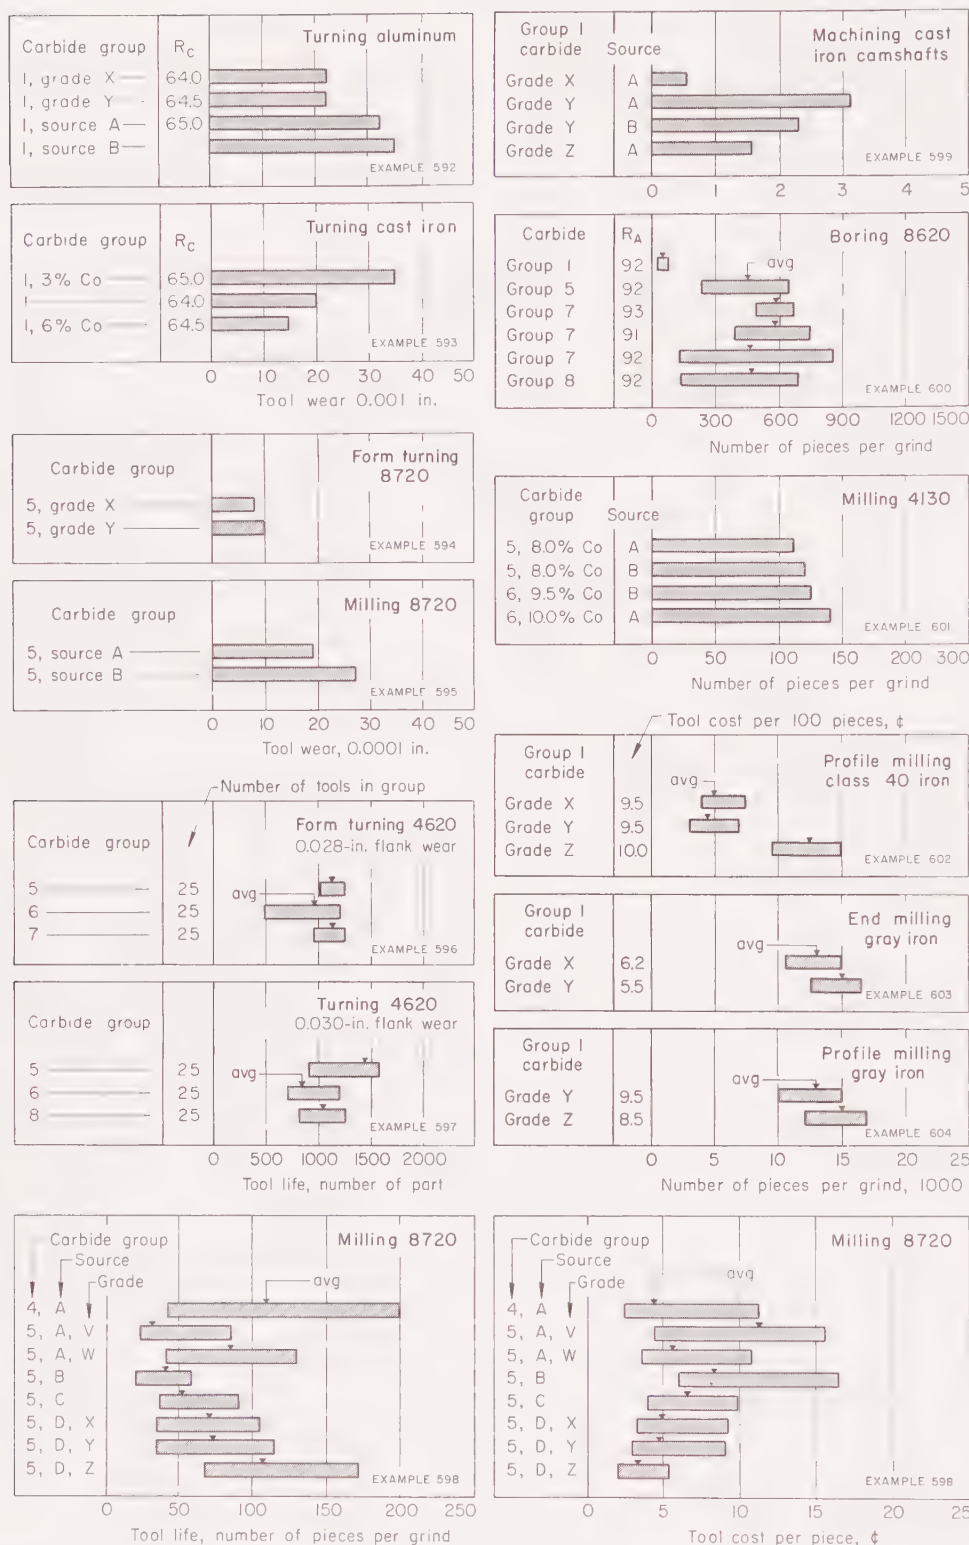 Turning aluminum
Carbide group R_C
1, grade X 64.0
1, grade Y 64.5
1, source A 65.0
1, source B
EXAMPLE 592
Turning cast iron
Carbide group R_C
1, 3% Co 65.0
1 64.0
1, 6% Co 64.5
EXAMPLE 593
0 10 20 30 40 50
Tool wear 0.001 in.
Form turning
8720
Carbide group
5, grade X
5, grade Y
EXAMPLE 594
Milling 8720
Carbide group
5, source A
5, source B
EXAMPLE 595
0 10 20 30 40 50
Tool wear, 0.0001 in.
Number of tools in group
Form turning 4620
0.028-in. flank wear
Carbide group
5 25
avg
6 25
7 25
EXAMPLE 596
Turning 4620
0.030-in. flank wear
Carbide group
5 25
avg
6 25
8 25
EXAMPLE 597
0 500 1000 1500 2000
Tool life, number of part
Carbide group
Source
Grade
Milling 8720
avg
4, A
5, A, V
5, A, W
5, B
5, C
5, D, X
5, D, Y
5, D, Z
EXAMPLE 598
0 50 100 150 200 250
Tool life, number of pieces per grind
Group 1 carbide Source
Machining cast
iron camshafts
Grade X A
Grade Y A
Grade Y B
Grade Z A
EXAMPLE 599
0 1 2 3 4 5
Carbide R_A
Boring 8620
avg
Group 1 92
Group 5 92
Group 7 93
Group 7 91
Group 7 92
Group 8 92
EXAMPLE 600
0 300 600 900 1200 1500
Number of pieces per grind
Carbide group Source
Milling 4130
5, 8.0% Co A
5, 8.0% Co B
6, 9.5% Co B
6, 10.0% Co A
EXAMPLE 601
0 50 100 150 200 300
Number of pieces per grind
Tool cost per 100 pieces, ¢
Group 1
carbide
Profile milling
class 40 iron
avg
Grade X 9.5
Grade Y 9.5
Grade Z 10.0
EXAMPLE 602
Group 1
carbide
End milling
gray iron
avg
Grade X 6.2
Grade Y 5.5
EXAMPLE 603
Group 1
carbide
Profile milling
gray iron
avg
Grade Y 9.5
Grade Z 8.5
EXAMPLE 604
0 5 10 15 20 25
Number of pieces per grind, 1000
Carbide group
Source
Grade
Milling 8720
avg
4, A
5, A, V
5, A, W
5, B
5, C
5, D, X
5, D, Y
5, D, Z
EXAMPLE 598
0 5 10 15 20 25
Tool cost per piece, ¢